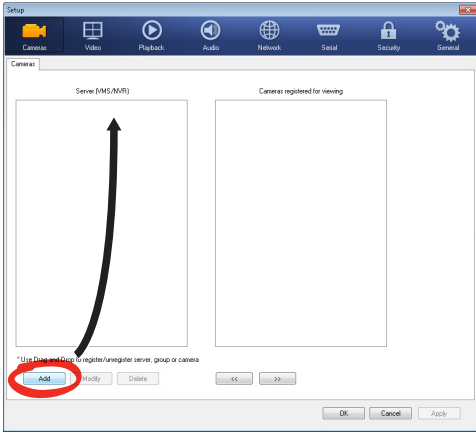 Setup
Cameras Video Playback Audio Network Serial Security General
Cameras
Server (VMS/NVR) Cameras registered for viewing
* Use Drag and Drop to register/unregister server, group or camera
Add Modify Delete << >>
OK Cancel Apply